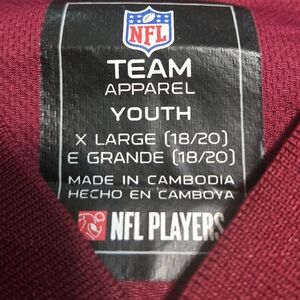 NFL
TEAM
APPAREL
YOUTH
X LARGE (18/20)
E GRANDE (18/20)
MADE IN CAMBODIA
HECHO EN CAMBOYA
NFL PLAYERS